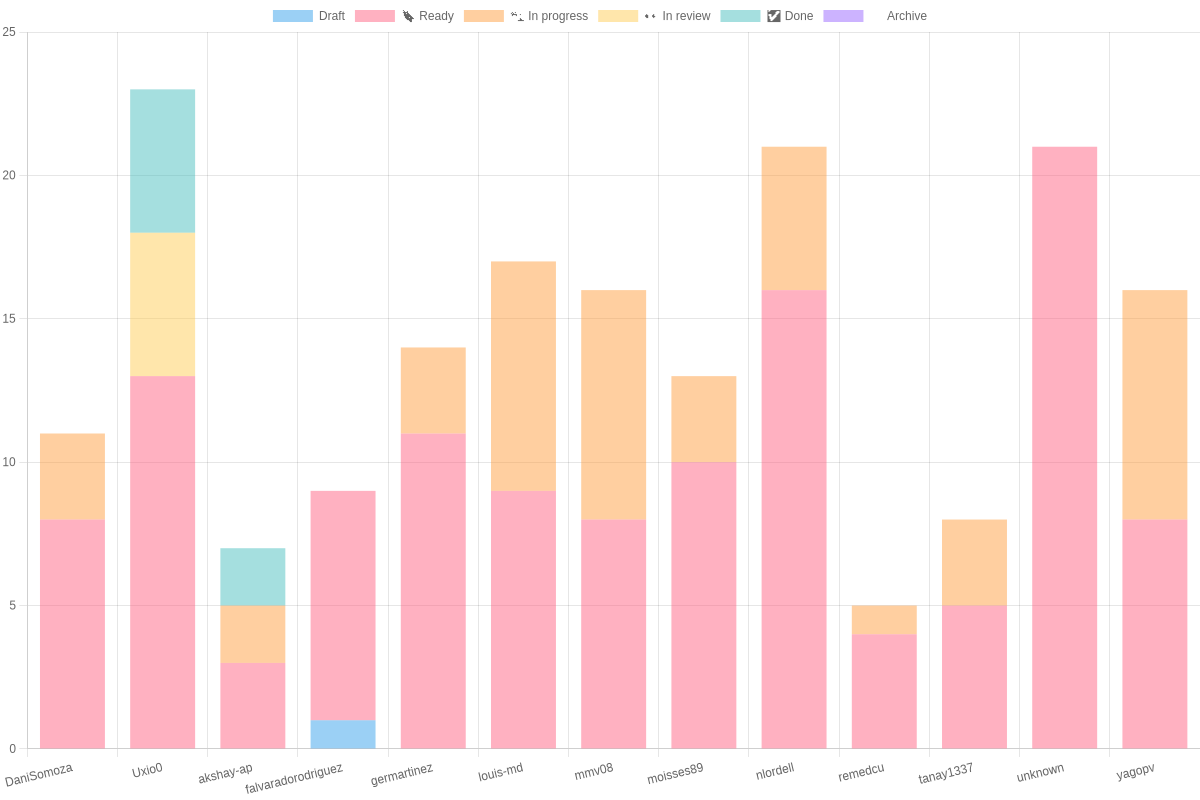 Draft Ready In progress In review Done Archive
25
20
15
10
5
0
DaniSomoza
Uxio0
akshay-ap
falvaradorodriguez
germartinez
louis-md
mmv08
moisses89
nlordell
remedcu
tanay1337
unknown
yagopv